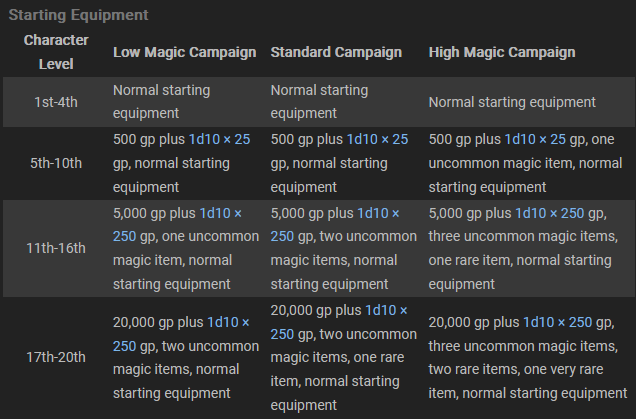 Starting Equipment
Character
Level
Low Magic Campaign
Standard Campaign
High Magic Campaign
1st-4th
Normal starting
equipment
Normal starting
equipment
Normal starting equipment
5th-10th
500 gp plus 1d10 × 25
gp, normal starting
equipment
500 gp plus 1d10 × 25
gp, normal starting
equipment
500 gp plus 1d10 × 25 gp, one
uncommon magic item, normal
starting equipment
11th-16th
5,000 gp plus 1d10 ×
250 gp, one uncommon
magic item, normal
starting equipment
5,000 gp plus 1d10 ×
250 gp, two uncommon
magic items, normal
starting equipment
5,000 gp plus 1d10 × 250 gp,
three uncommon magic items,
one rare item, normal starting
equipment
17th-20th
20,000 gp plus 1d10 ×
250 gp, two uncommon
magic items, normal
starting equipment
20,000 gp plus 1d10 ×
250 gp, two uncommon
magic items, one rare
item, normal starting
equipment
20,000 gp plus 1d10 × 250 gp,
three uncommon magic items,
two rare items, one very rare
item, normal starting equipment